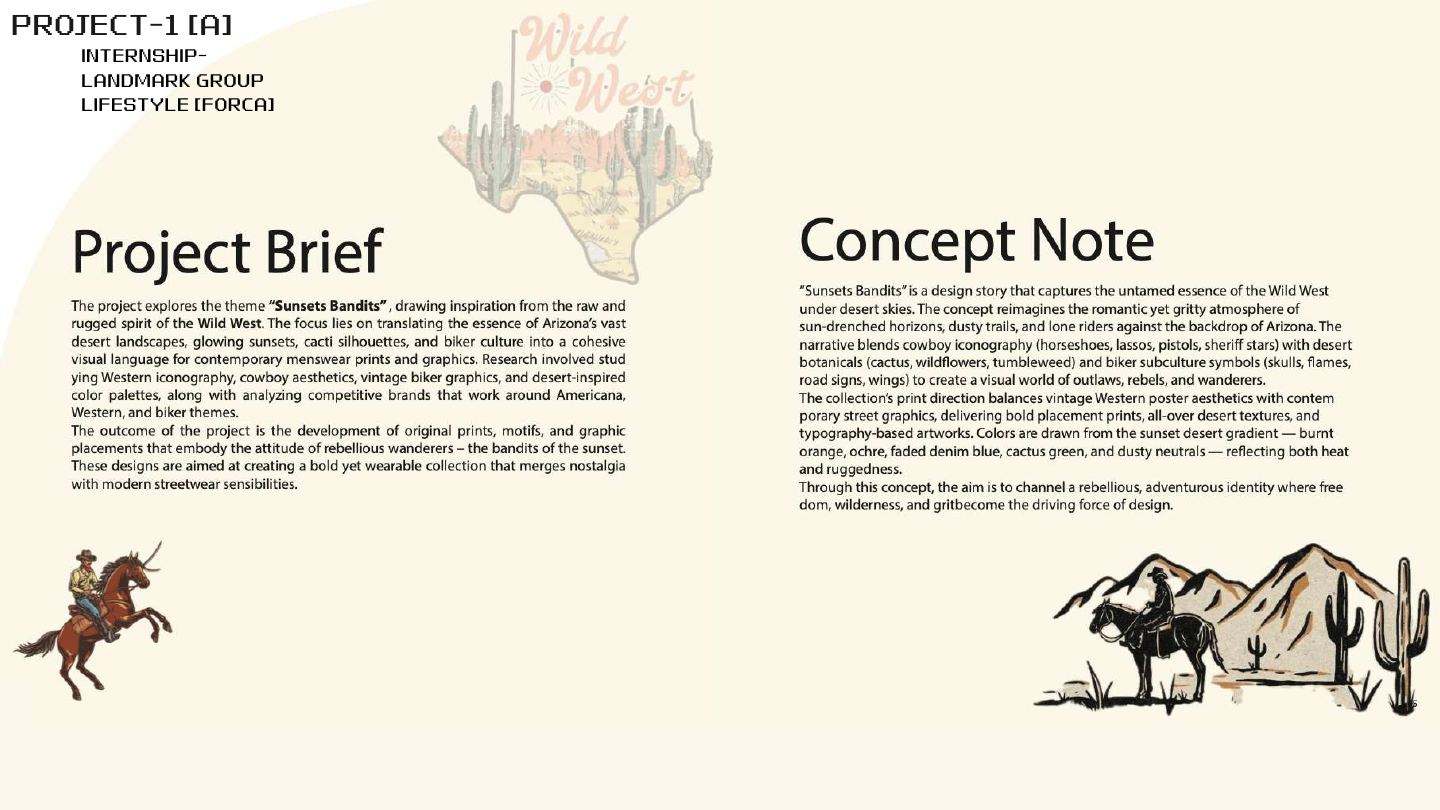 PROJECT-1 [A]
INTERNSHIP-
LANDMARK GROUP
LIFESTYLE [FORCA]
Wild
West
Project Brief
The project explores the theme “Sunsets Bandits” , drawing inspiration from the raw and
rugged spirit of the Wild West. The focus lies on translating the essence of Arizona’s vast
desert landscapes, glowing sunsets, cacti silhouettes, and biker culture into a cohesive
visual language for contemporary menswear prints and graphics. Research involved stud
ying Western iconography, cowboy aesthetics, vintage biker graphics, and desert-inspired
color palettes, along with analyzing competitive brands that work around Americana,
Western, and biker themes.
The outcome of the project is the development of original prints, motifs, and graphic
placements that embody the attitude of rebellious wanderers – the bandits of the sunset.
These designs are aimed at creating a bold yet wearable collection that merges nostalgia
with modern streetwear sensibilities.
Concept Note
“Sunsets Bandits” is a design story that captures the untamed essence of the Wild West
under desert skies. The concept reimagines the romantic yet gritty atmosphere of
sun-drenched horizons, dusty trails, and lone riders against the backdrop of Arizona. The
narrative blends cowboy iconography (horseshoes, lassos, pistols, sheriff stars) with desert
botanicals (cactus, wildflowers, tumbleweed) and biker subculture symbols (skulls, flames,
road signs, wings) to create a visual world of outlaws, rebels, and wanderers.
The collection’s print direction balances vintage Western poster aesthetics with contem
porary street graphics, delivering bold placement prints, all-over desert textures, and
typography-based artworks. Colors are drawn from the sunset desert gradient — burnt
orange, ochre, faded denim blue, cactus green, and dusty neutrals — reflecting both heat
and ruggedness.
Through this concept, the aim is to channel a rebellious, adventurous identity where free
dom, wilderness, and gritbecome the driving force of design.